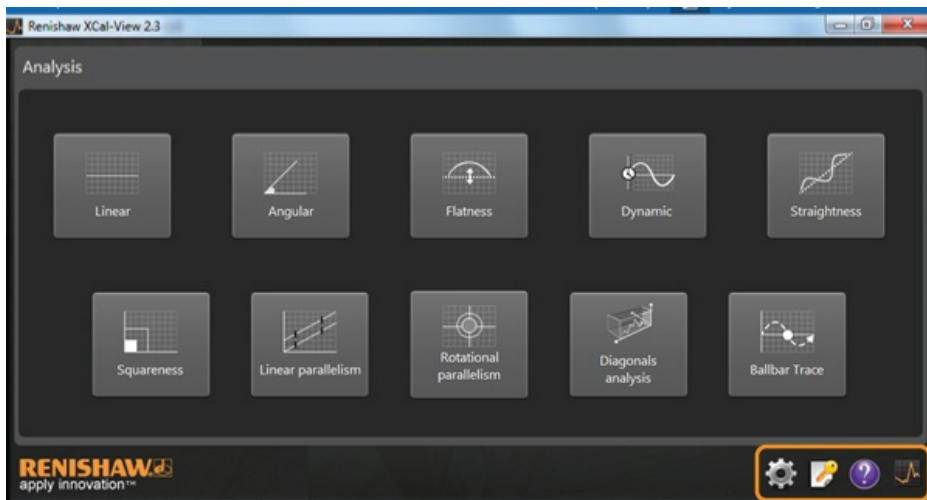 Renishaw XCal-View 2.3
Analysis
Linear
Angular
Flatness
Dynamic
Straightness
Squareness
Linear parallelism
Rotational
parallelism
Diagonals
analysis
Ballbar Trace
RENISHAW
apply innovation™
?